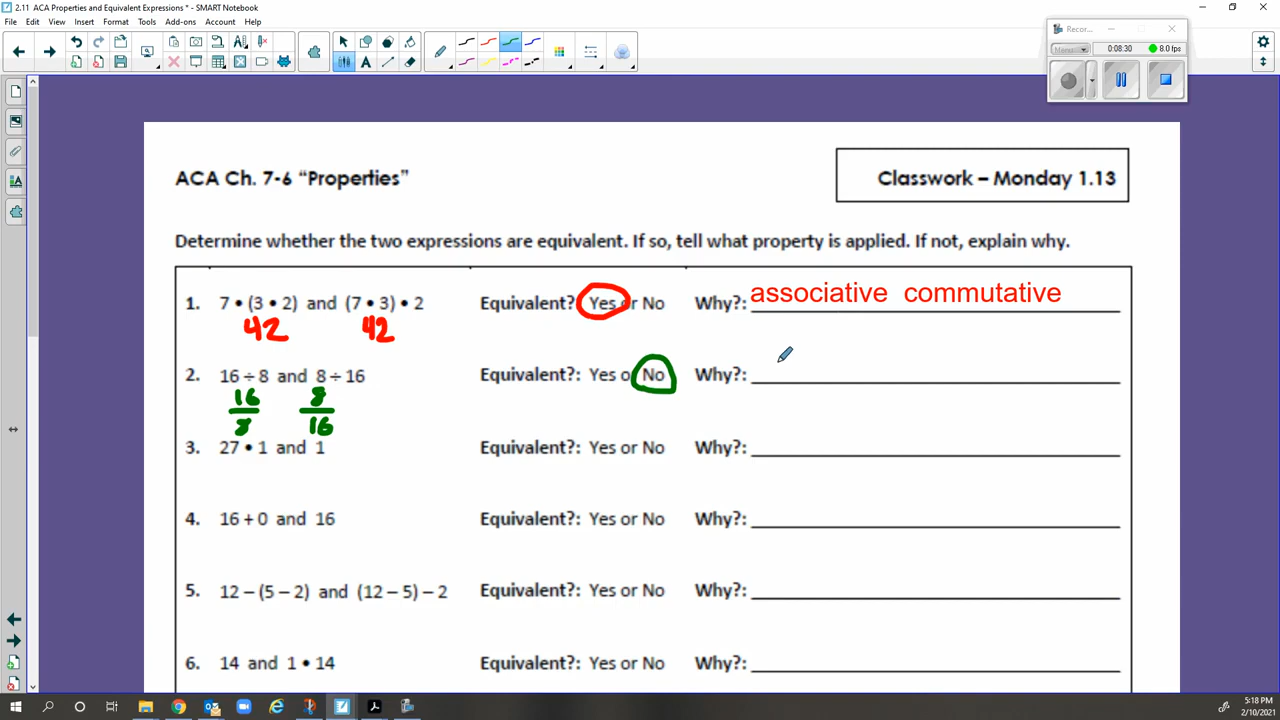 2.11 ACA Properties and Equivalent Expressions * - SMART Notebook
File Edit View Insert Format Tools Add-ons Account Help
Recor...
0:08:30 8.0 fps
ACA Ch. 7-6 “Properties”
Classwork – Monday 1.13
Determine whether the two expressions are equivalent. If so, tell what property is applied. If not, explain why.
1. 7 • (3 • 2) and (7 • 3) • 2 Equivalent? Yes or No Why?: associative commutative
42 42
2. 16 ÷ 8 and 8 ÷ 16 Equivalent?: Yes or No Why?:
16 8
8 16
3. 27 • 1 and 1 Equivalent?: Yes or No Why?:
4. 16 + 0 and 16 Equivalent?: Yes or No Why?:
5. 12 – (5 – 2) and (12 – 5) – 2 Equivalent?: Yes or No Why?:
6. 14 and 1 • 14 Equivalent?: Yes or No Why?:
5:18 PM
2/10/2021